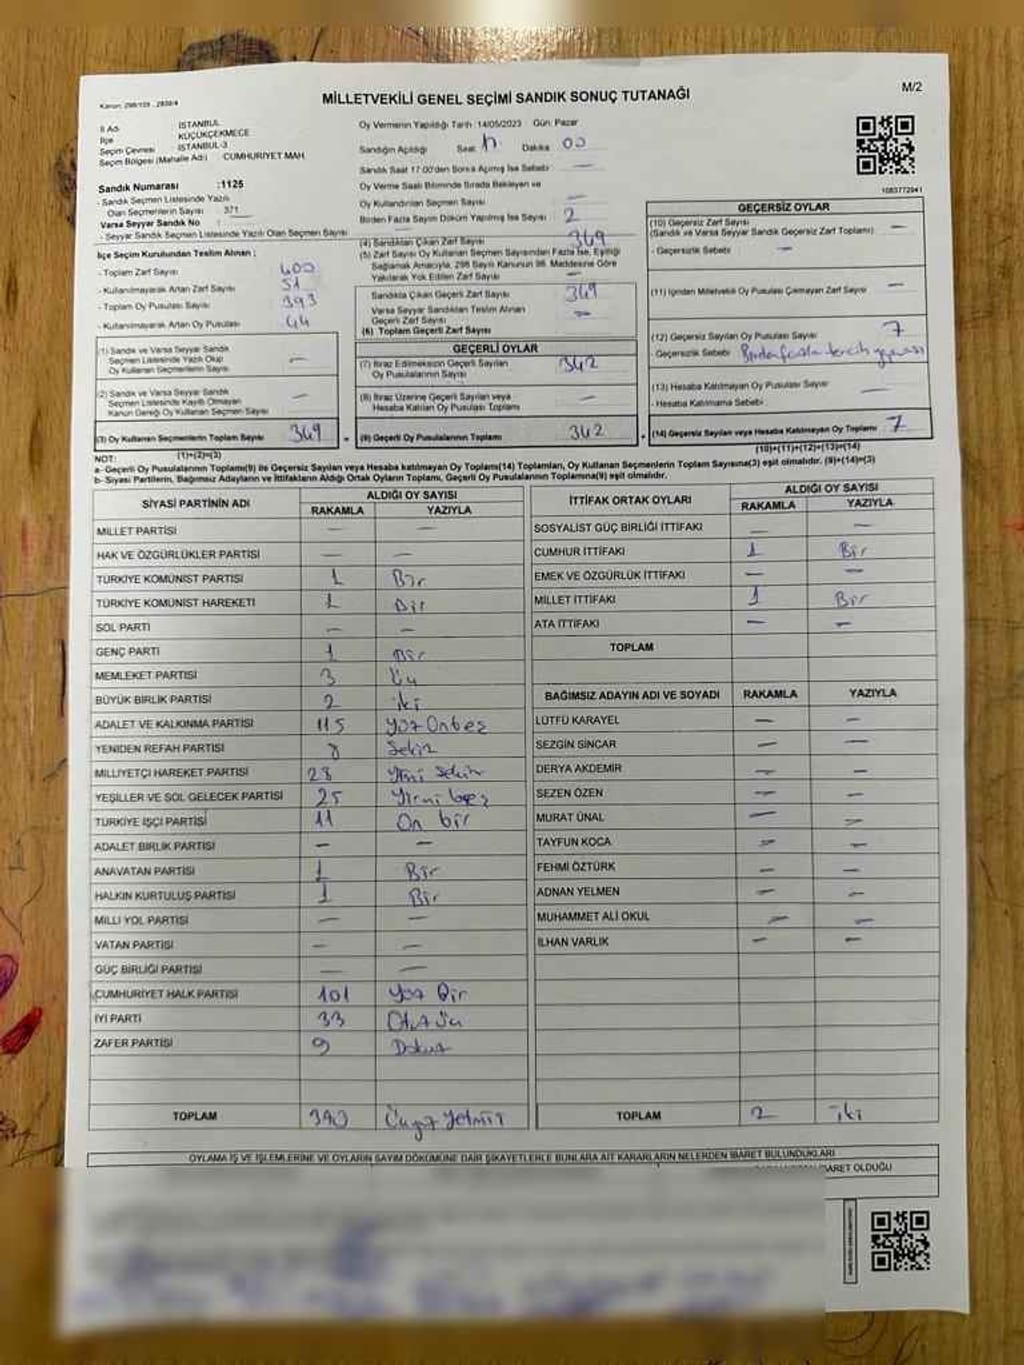 Kanun: 298/105 , 2839/4
MİLLETVEKİLİ GENEL SEÇİMİ SANDIK SONUÇ TUTANAĞI
M/2
İl Adı : İSTANBUL
İlçe : KÜÇÜKÇEKMECE
Seçim Çevresi : İSTANBUL-3
Seçim Bölgesi (Mahalle Adı) : CUMHURİYET MAH.
Sandık Numarası :1125
- Sandık Seçmen Listesinde Yazılı
Olan Seçmenlerin Sayısı : 371
Varsa Seyyar Sandık No :
- Seyyar Sandık Seçmen Listesinde Yazılı Olan Seçmen Sayısı
Oy Vermenin Yapıldığı Tarih :14/05/2023 Gün: Pazar
Sandığın Açıldığı Saat: 17 Dakika: 00
Sandık Saat 17:00'den Sonra Açılmış İse Sebebi : —
Oy Verme Saati Bitiminde Sırada Bekleyen ve
Oy Kullandırılan Seçmen Sayısı —
Birden Fazla Sayım Döküm Yapılmış İse Sayısı : 2
1083772941
İlçe Seçim Kurulundan Teslim Alınan ;
- Toplam Zarf Sayısı : 400
- Kullanılmayarak Artan Zarf Sayısı : 51
- Toplam Oy Pusulası Sayısı : 393
- Kullanılmayarak Artan Oy Pusulası : 44
(4) Sandıktan Çıkan Zarf Sayısı 349
(5) Zarf Sayısı Oy Kullanan Seçmen Sayısından Fazla İse, Eşitliği
Sağlamak Amacıyla, 298 Sayılı Kanunun 98. Maddesine Göre
Yakılarak Yok Edilen Zarf Sayısı —
Sandıkta Çıkan Geçerli Zarf Sayısı 349
Varsa Seyyar Sandıktan Teslim Alınan
Geçerli Zarf Sayısı —
(6) Toplam Geçerli Zarf Sayısı
GEÇERSİZ OYLAR
(10) Geçersiz Zarf Sayısı
(Sandık ve Varsa Seyyar Sandık Geçersiz Zarf Toplamı) —
- Geçersizlik Sebebi : —
(11) İçinden Milletvekili Oy Pusulası Çıkmayan Zarf Sayısı —
(12) Geçersiz Sayılan Oy Pusulası Sayısı 7
- Geçersizlik Sebebi : Birden fazla tercih yapılması
(13) Hesaba Katılmayan Oy Pusulası Sayısı —
- Hesaba Katılmama Sebebi :
(14) Geçersiz Sayılan veya Hesaba Katılmayan Oy Toplamı 7
(10)+(11)+(12)+(13)=(14)
(1) Sandık ve Varsa Seyyar Sandık
Seçmen Listesinde Yazılı Olup
Oy Kullanan Seçmenlerin Sayısı —
(2) Sandık ve Varsa Seyyar Sandık
Seçmen Listesinde Kayıtlı Olmayan
Kanun Gereği Oy Kullanan Seçmen Sayısı —
(3) Oy Kullanan Seçmenlerin Toplam Sayısı 349
(1)+(2)=(3)
GEÇERLİ OYLAR
(7) İtiraz Edilmeksizin Geçerli Sayılan
Oy Pusulalarının Sayısı 342
(8) İtiraz Üzerine Geçerli Sayılan veya
Hesaba Katılan Oy Pusulası Toplamı —
(9) Geçerli Oy Pusulalarının Toplamı 342
NOT:
a- Geçerli Oy Pusulalarının Toplamı(9) ile Geçersiz Sayılan veya Hesaba katılmayan Oy Toplamı(14) Toplamları, Oy Kullanan Seçmenlerin Toplam Sayısına(3) eşit olmalıdır. (9)+(14)=(3)
b- Siyasi Partilerin, Bağımsız Adayların ve İttifakların Aldığı Ortak Oyların Toplamı, Geçerli Oy Pusulalarının Toplamına(9) eşit olmalıdır.
SİYASİ PARTİNİN ADI ALDIĞI OY SAYISI
RAKAMLA YAZIYLA
MİLLET PARTİSİ — —
HAK VE ÖZGÜRLÜKLER PARTİSİ — —
TÜRKİYE KOMÜNİST PARTİSİ 1 Bir
TÜRKİYE KOMÜNİST HAREKETİ 1 Bir
SOL PARTİ — —
GENÇ PARTİ 1 Bir
MEMLEKET PARTİSİ 3 Üç
BÜYÜK BİRLİK PARTİSİ 2 iki
ADALET VE KALKINMA PARTİSİ 115 Yüz Onbeş
YENİDEN REFAH PARTİSİ 8 Sekiz
MİLLİYETÇİ HAREKET PARTİSİ 28 Yirmi Sekiz
YEŞİLLER VE SOL GELECEK PARTİSİ 25 Yirmi beş
TÜRKİYE İŞÇİ PARTİSİ 11 On bir
ADALET BİRLİK PARTİSİ — —
ANAVATAN PARTİSİ 1 Bir
HALKIN KURTULUŞ PARTİSİ 1 Bir
MİLLİ YOL PARTİSİ — —
VATAN PARTİSİ — —
GÜÇ BİRLİĞİ PARTİSİ — —
CUMHURİYET HALK PARTİSİ 101 Yüz Bir
İYİ PARTİ 33 Otuz Üç
ZAFER PARTİSİ 9 Dokuz
TOPLAM 340
İTTİFAK ORTAK OYLARI ALDIĞI OY SAYISI
RAKAMLA YAZIYLA
SOSYALİST GÜÇ BİRLİĞİ İTTİFAKI — —
CUMHUR İTTİFAKI 1 Bir
EMEK VE ÖZGÜRLÜK İTTİFAKI — —
MİLLET İTTİFAKI 1 Bir
ATA İTTİFAKI — —
TOPLAM
BAĞIMSIZ ADAYIN ADI VE SOYADI RAKAMLA YAZIYLA
LÜTFÜ KARAYEL — —
SEZGİN SİNCAR — —
DERYA AKDEMİR — —
SEZEN ÖZEN — —
MURAT ÜNAL — —
TAYFUN KOCA — —
FEHMİ ÖZTÜRK — —
ADNAN YELMEN — —
MUHAMMET ALİ OKUL — —
İLHAN VARLIK — —
TOPLAM 2 iki
OYLAMA İŞ VE İŞLEMLERİNE VE OYLARIN SAYIM DÖKÜMÜNE DAİR ŞİKAYETLERLE BUNLARA AİT KARARLARIN NELERDEN İBARET BULUNDUKLARI
BARET OLDUĞU